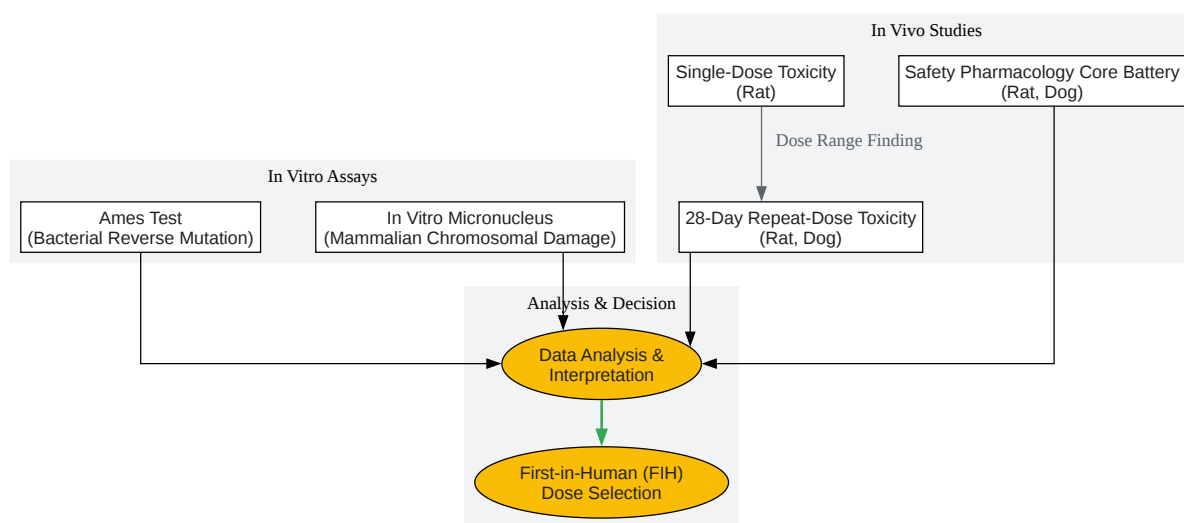 In Vivo Studies
Single-Dose Toxicity
(Rat)
Safety Pharmacology Core Battery
(Rat, Dog)
Dose Range Finding
In Vitro Assays
Ames Test
(Bacterial Reverse Mutation)
In Vitro Micronucleus
(Mammalian Chromosomal Damage)
28-Day Repeat-Dose Toxicity
(Rat, Dog)
Analysis & Decision
Data Analysis &
Interpretation
First-in-Human (FIH)
Dose Selection